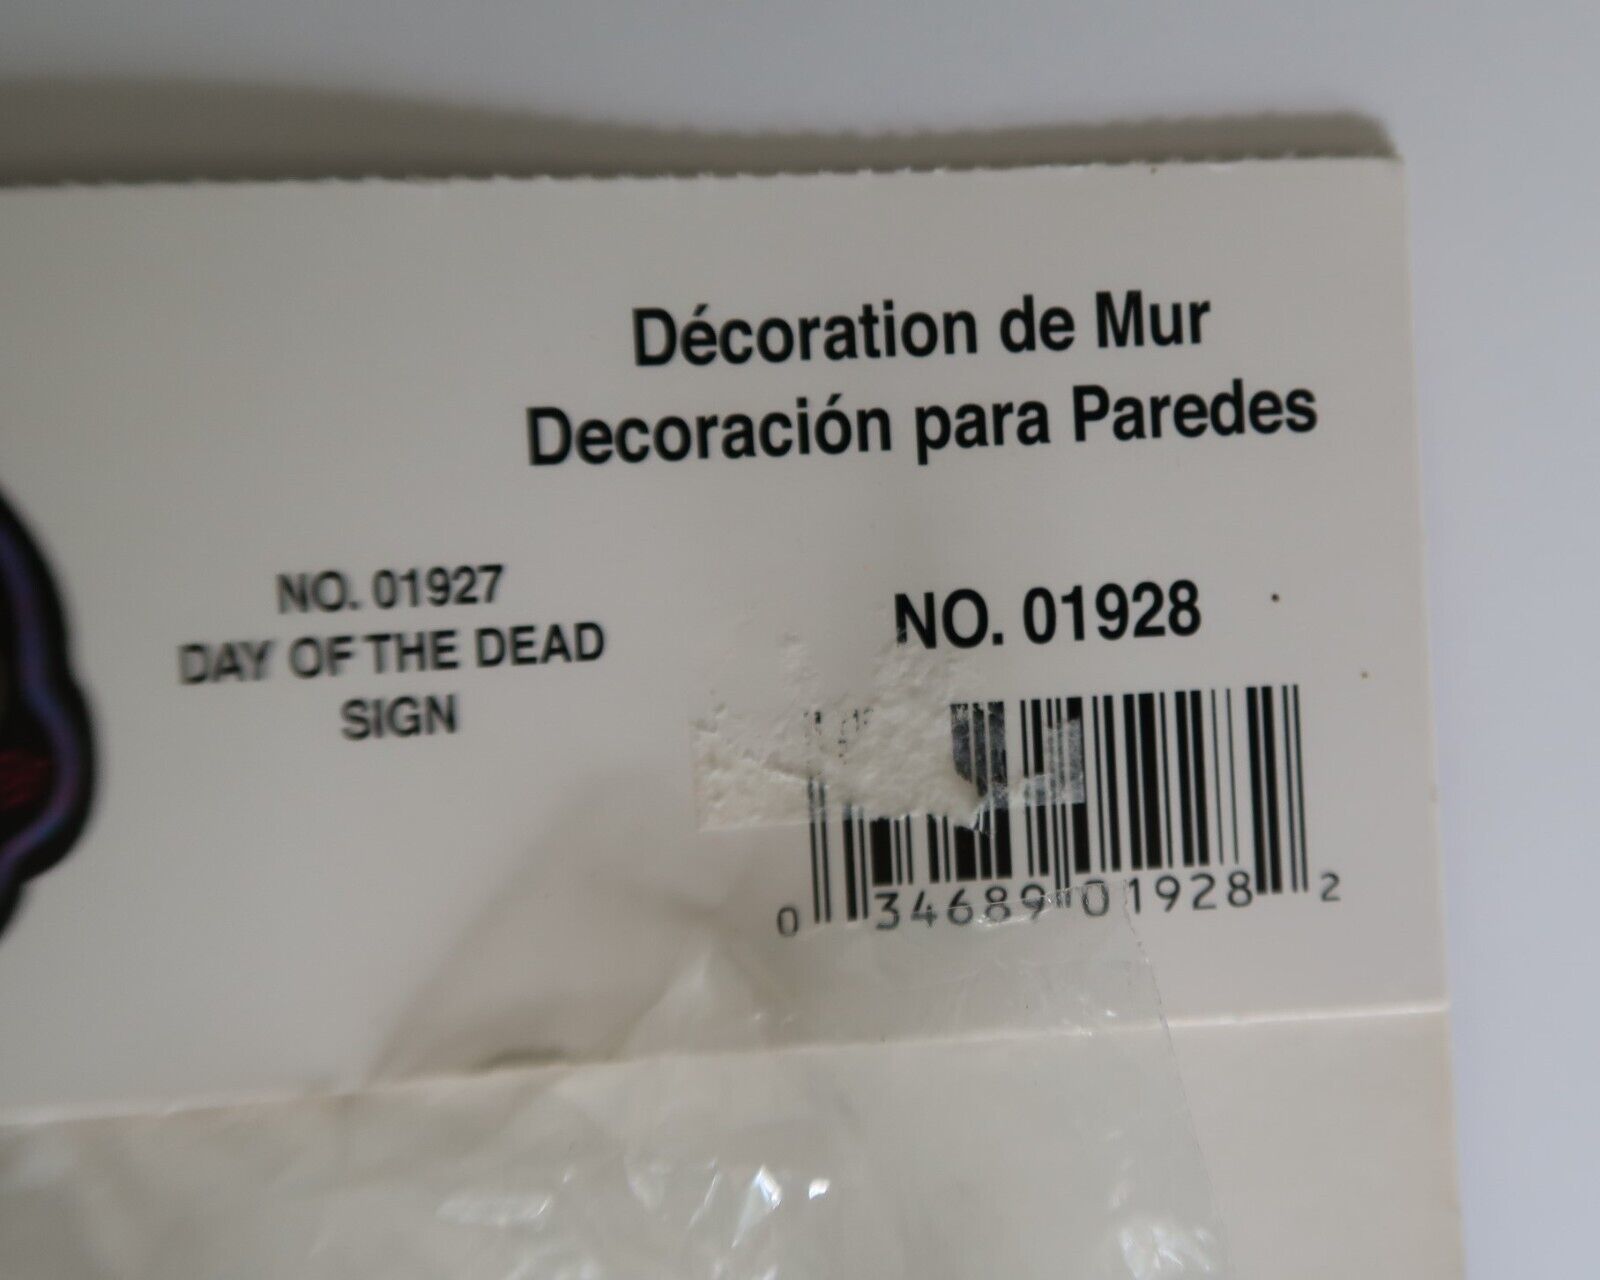 Décoration de Mur
Decoración para Paredes
NO. 01927
DAY OF THE DEAD
SIGN
NO. 01928
0 34689 01928 2